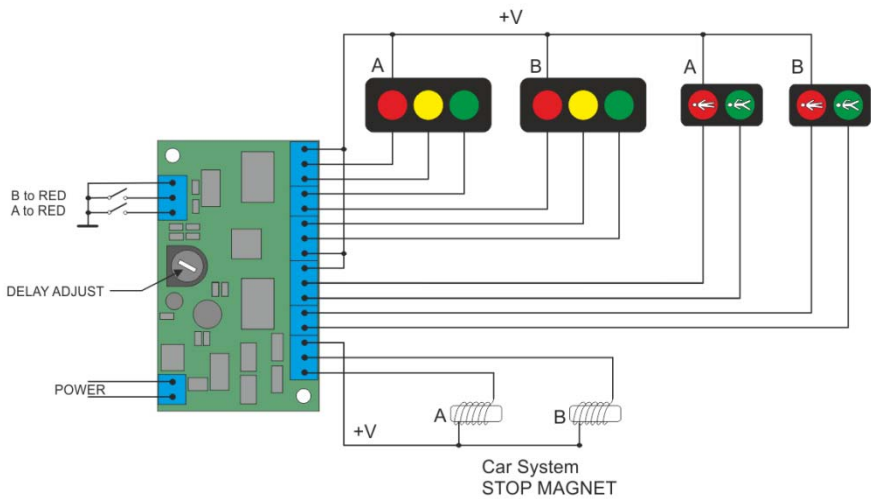 +V
A
B
A
B
B to RED
A to RED
DELAY ADJUST
POWER
A
B
+V
Car System
STOP MAGNET